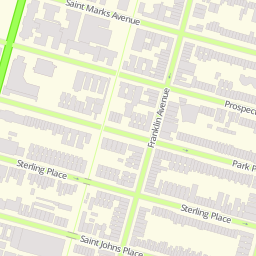 Saint Marks Avenue
Franklin Avenue
Prospec
Park P
Sterling Place
Sterling Place
Saint Johns Place